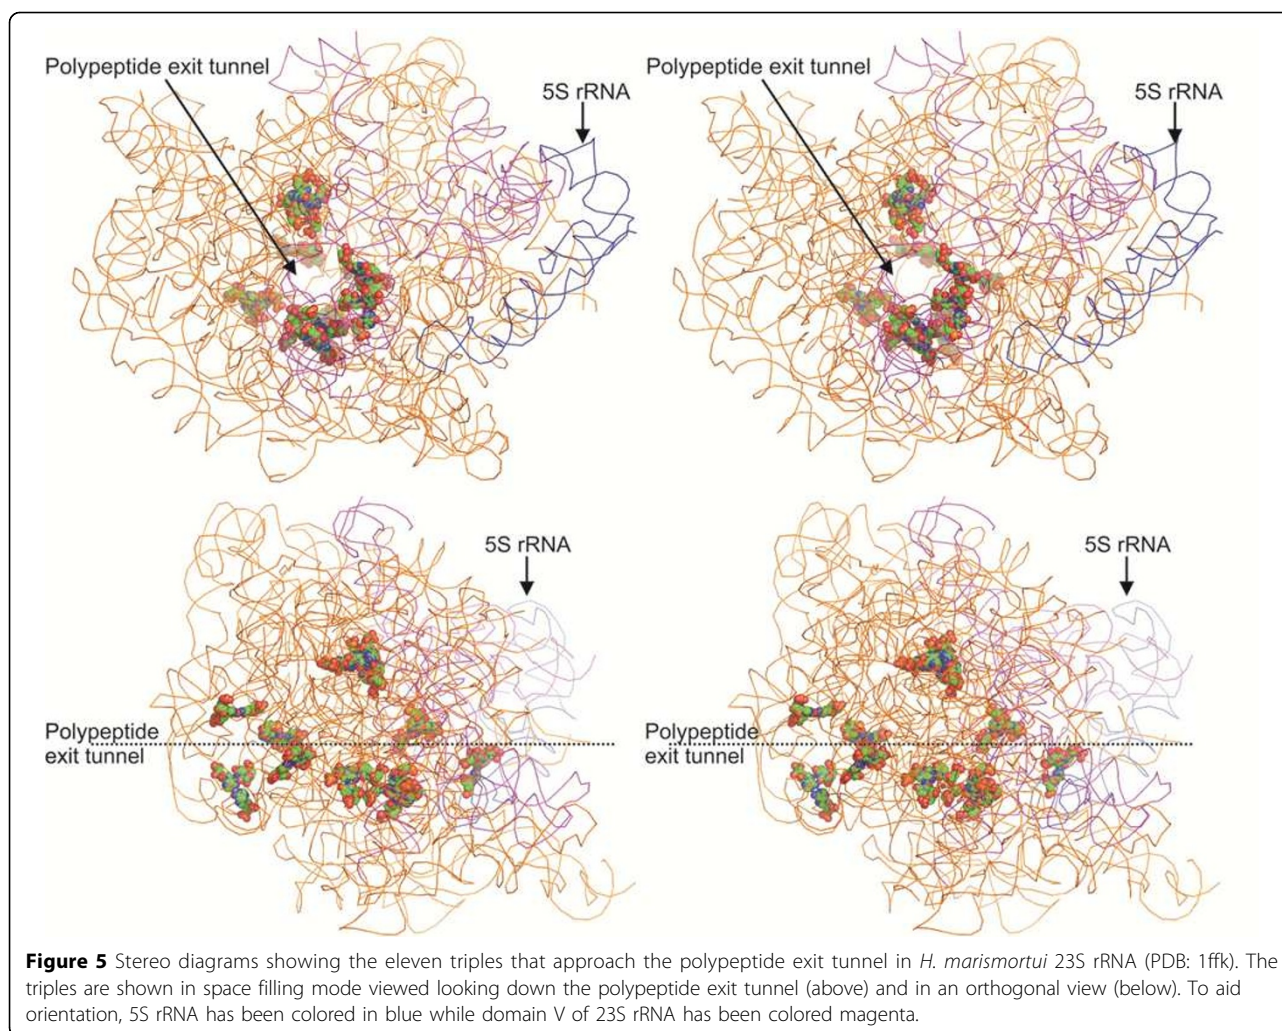 Polypeptide exit tunnel
5S rRNA
Polypeptide exit tunnel
5S rRNA
5S rRNA
Polypeptide
exit tunnel
5S rRNA
Polypeptide
exit tunnel
Figure 5 Stereo diagrams showing the eleven triples that approach the polypeptide exit tunnel in H. marismortui 23S rRNA (PDB: 1ffk). The
triples are shown in space filling mode viewed looking down the polypeptide exit tunnel (above) and in an orthogonal view (below). To aid
orientation, 5S rRNA has been colored in blue while domain V of 23S rRNA has been colored magenta.